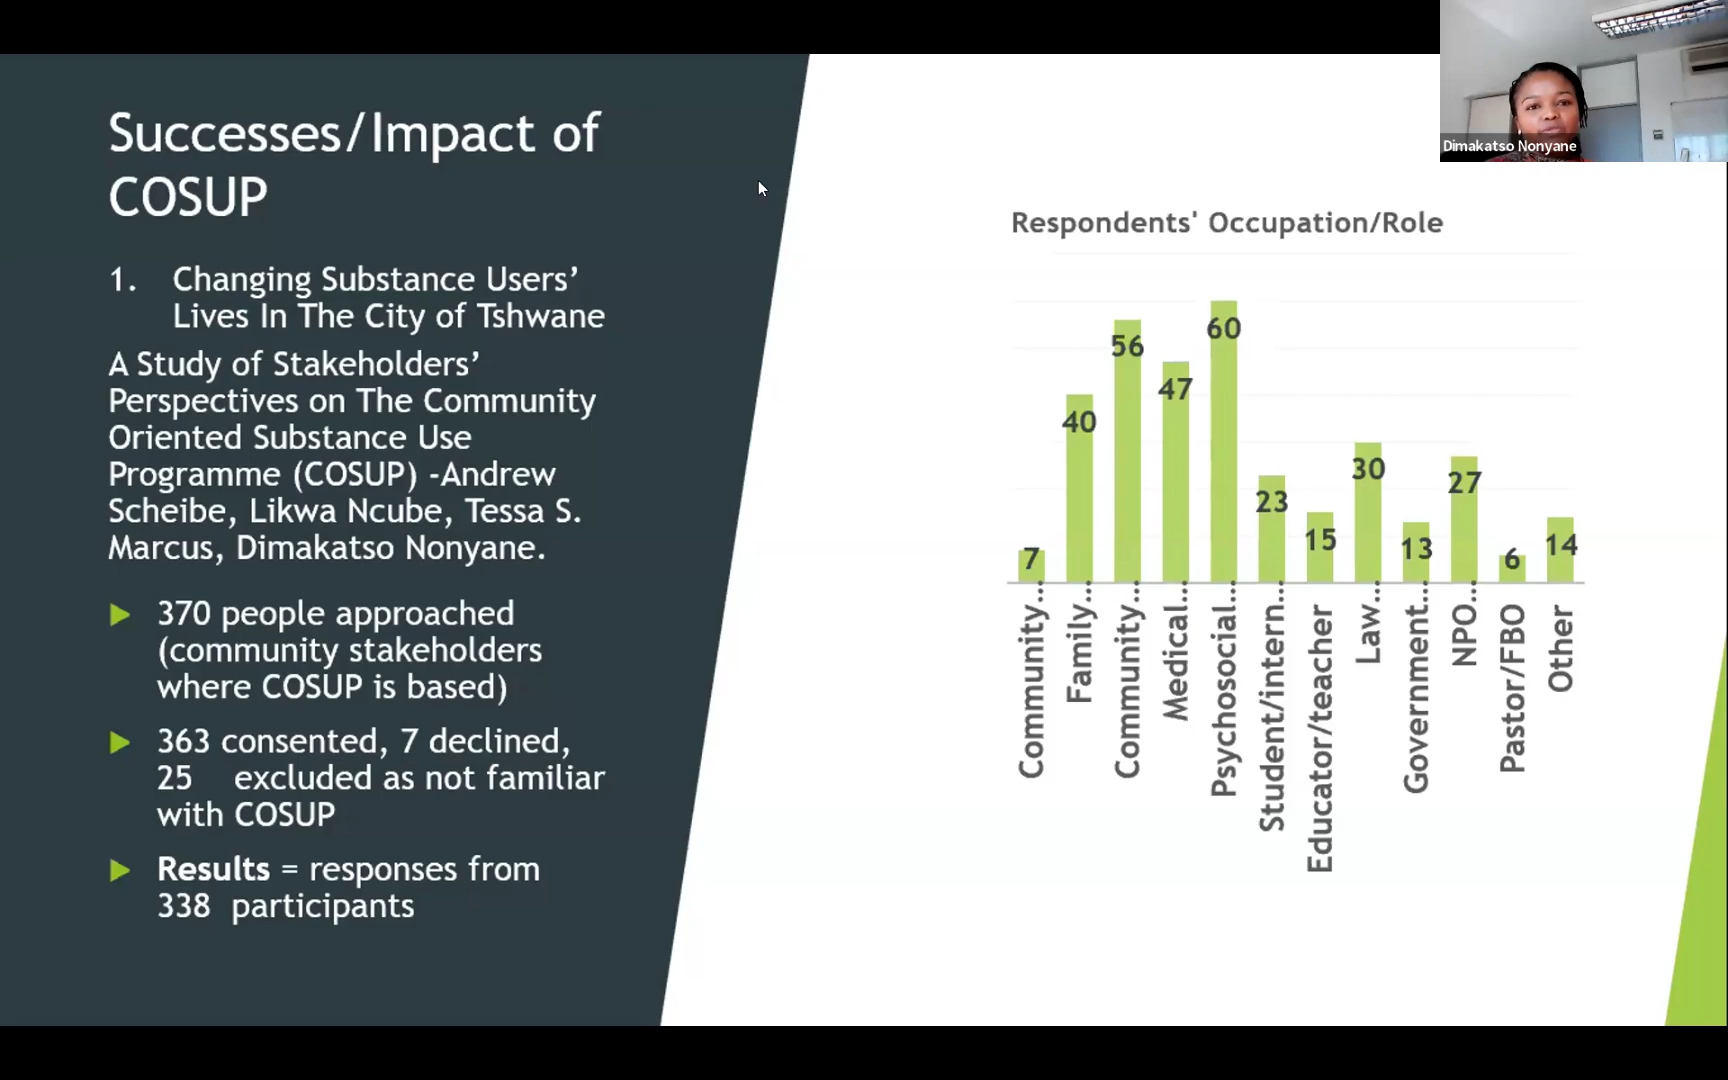 Successes/Impact of
COSUP
1. Changing Substance Users’
Lives In The City of Tshwane
A Study of Stakeholders’
Perspectives on The Community
Oriented Substance Use
Programme (COSUP) -Andrew
Scheibe, Likwa Ncube, Tessa S.
Marcus, Dimakatso Nonyane.
370 people approached
(community stakeholders
where COSUP is based)
363 consented, 7 declined,
25 excluded as not familiar
with COSUP
Results = responses from
338 participants
Dimakatso Nonyane
Respondents' Occupation/Role
7
40
56
47
60
23
15
30
13
27
6
14
Community...
Family...
Community...
Medical...
Psychosocial...
Student/intern...
Educator/teacher
Law...
Government...
NPO...
Pastor/FBO
Other